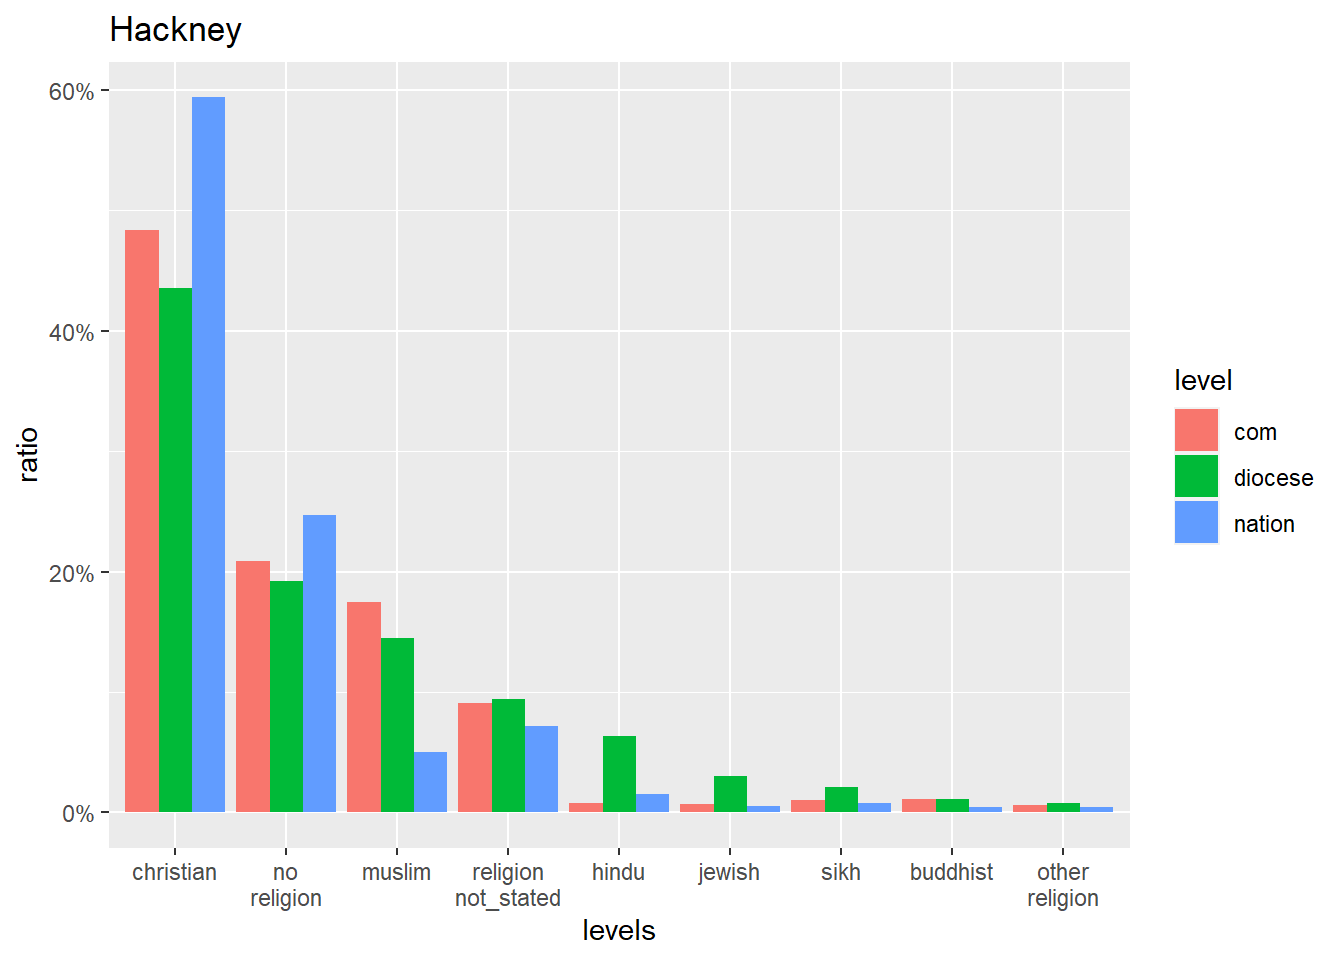 Hackney
60%
40%
20%
0%
ratio
christian
no
religion
muslim
religion
not_stated
hindu
jewish
sikh
buddhist
other
religion
levels
level
com
diocese
nation